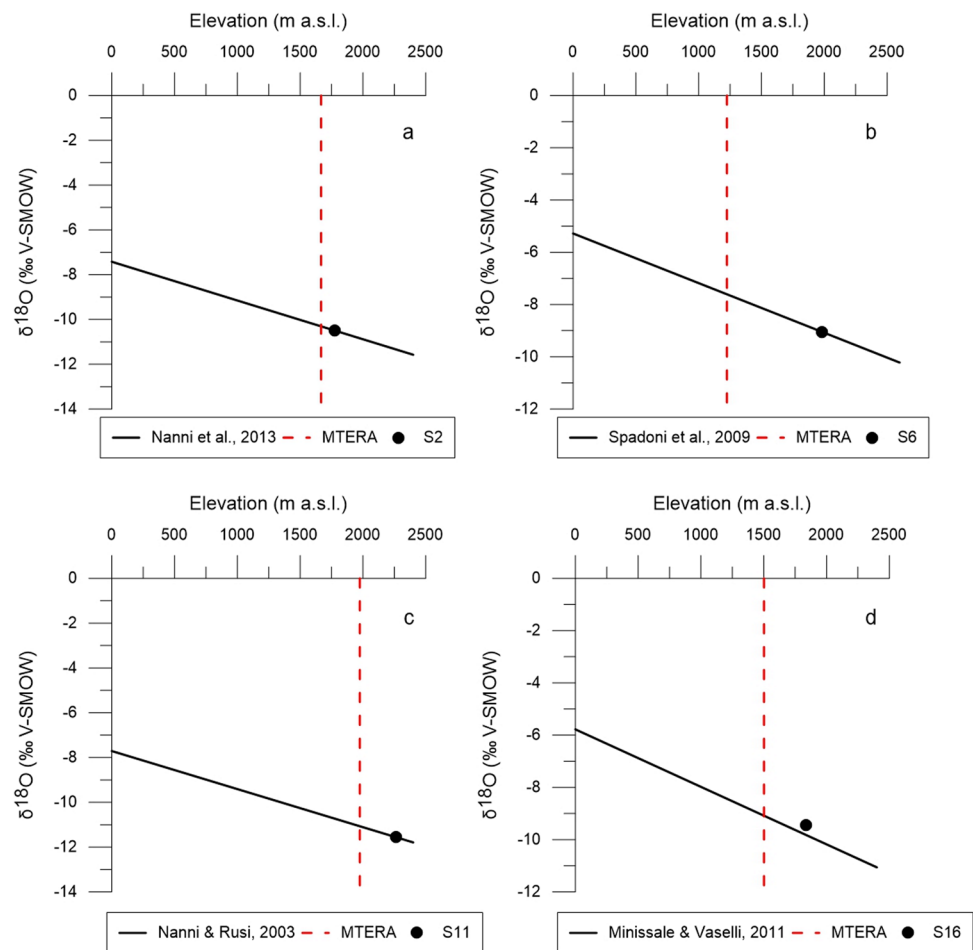 Elevation (m a.s.l.)
0 500 1000 1500 2000 2500
0
-2
-4
-6
-8
-10
-12
-14
δ18O (‰ V-SMOW)
a
Nanni et al., 2013 MTERA S2
Elevation (m a.s.l.)
0 500 1000 1500 2000 2500
0
-2
-4
-6
-8
-10
-12
δ18O (‰ V-SMOW)
b
Spadoni et al., 2009 MTERA S6
Elevation (m a.s.l.)
0 500 1000 1500 2000 2500
0
-2
-4
-6
-8
-10
-12
-14
δ18O (‰ V-SMOW)
c
Nanni & Rusi, 2003 MTERA S11
Elevation (m a.s.l.)
0 500 1000 1500 2000 2500
0
-2
-4
-6
-8
-10
-12
δ18O (‰ V-SMOW)
d
Minissale & Vaselli, 2011 MTERA S16